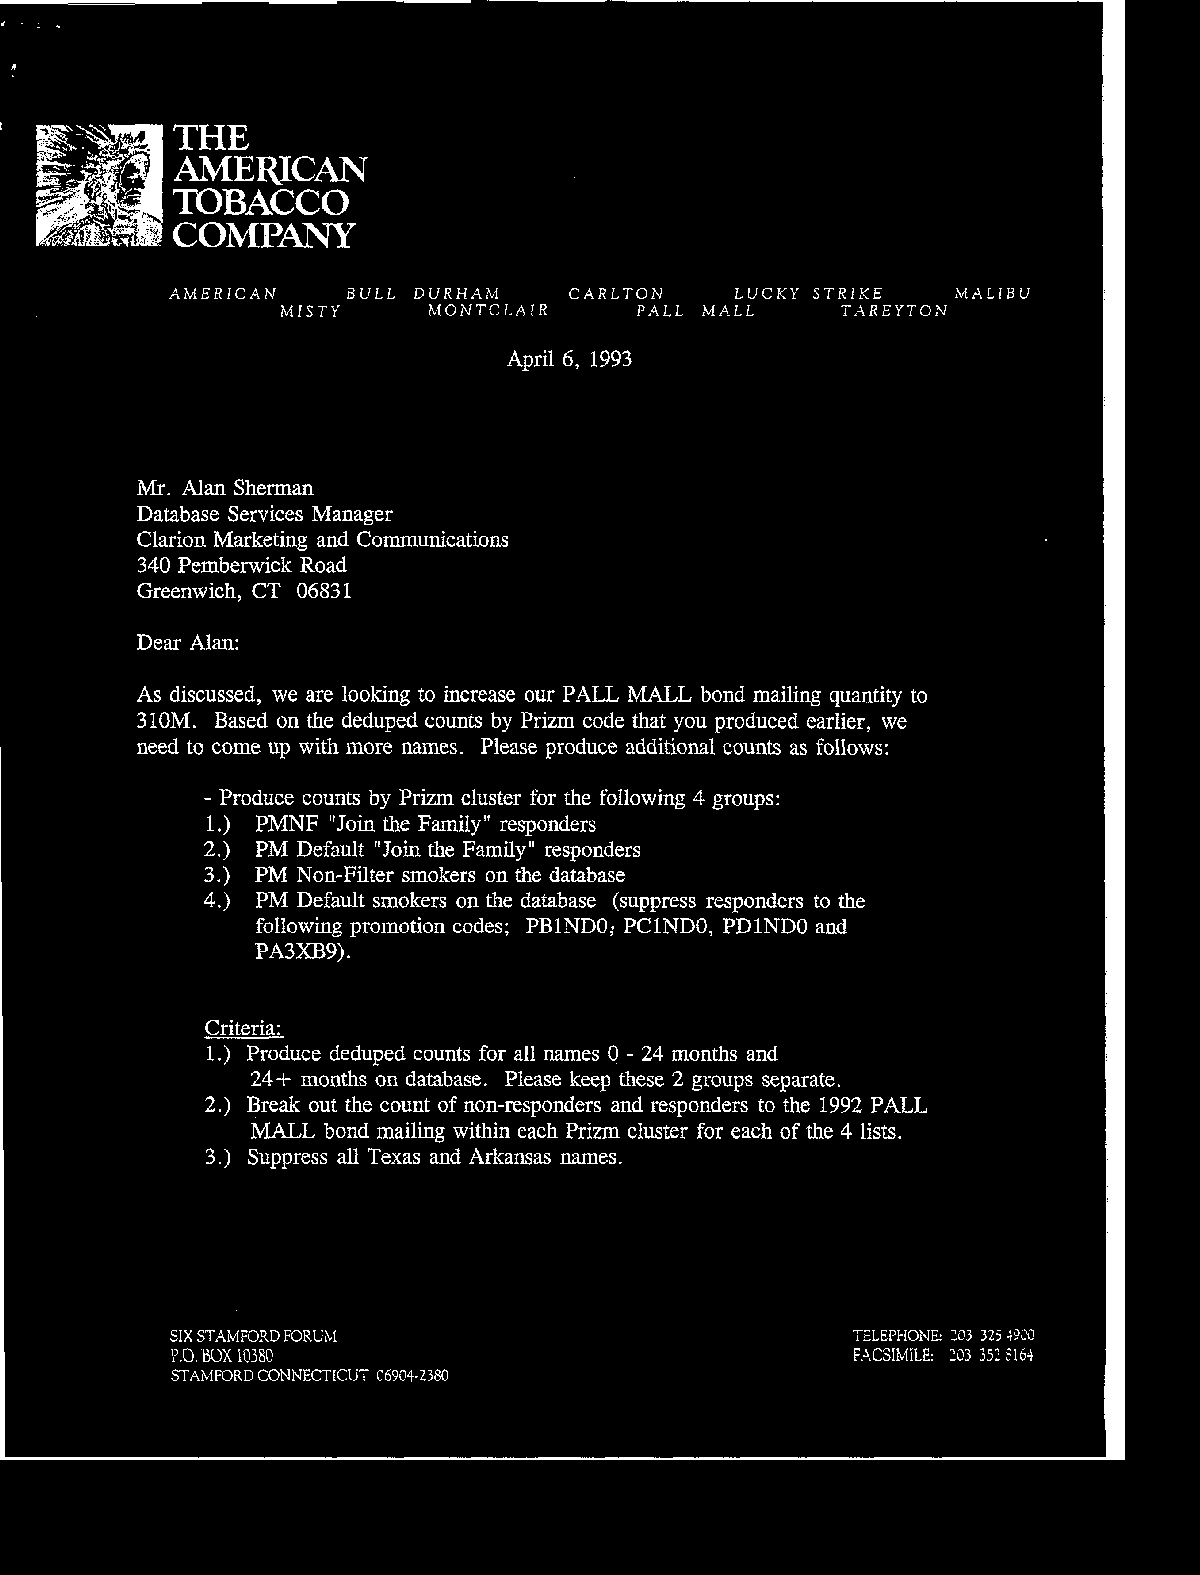 THE
AMERICAN
TOBACCO
COMPANY
AMERICAN BULL DURHAM CARLTON LUCKY STRIKE MALIBU
MISTY MONTCLAIR PALL MALL TAREYTON
April 6, 1993
Mr. Alan Sherman
Database Services Manager
Clarion Marketing and Communications
340 Pemberwick Road
Greenwich, CT 06831
Dear Alan:
As discussed, we are looking to increase our PALL MALL bond mailing quantity to
310M. Based on the deduped counts by Prizm code that you produced earlier, we
need to come up with more names. Please produce additional counts as follows:
- Produce counts by Prizm cluster for the following 4 groups:
1.) PMNF "Join the Family" responders
2.) PM Default "Join the Family" responders
3.) PM Non-Filter smokers on the database
4.) PM Default smokers on the database (suppress responders to the
following promotion codes; PB1ND0, PC1ND0, PD1ND0 and
PA3XB9).
Criteria:
1.) Produce deduped counts for all names 0 - 24 months and
24+ months on database. Please keep these 2 groups separate.
2.) Break out the count of non-responders and responders to the 1992 PALL
MALL bond mailing within each Prizm cluster for each of the 4 lists.
3.) Suppress all Texas and Arkansas names.
SIX STAMFORD FORUM
P.O. BOX 10380
STAMFORD CONNECTICUT 06904-2380
TELEPHONE: 203 325 4900
FACSIMILE: 203 352 8164